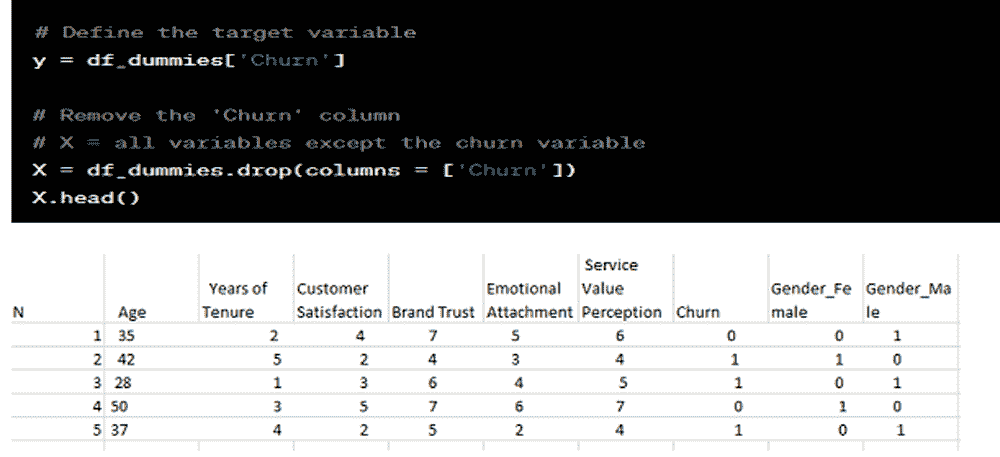 # Define the target variable
y = df_dummies['Churn']
# Remove the 'Churn' column
# X = all variables except the churn variable
X = df_dummies.drop(columns = ['Churn'])
X.head()
Service
Years of Customer Emotional Value Gender_Fe Gender_Ma
N Age Tenure Satisfaction Brand Trust Attachment Perception Churn male le
1 35 2 4 7 5 6 0 0 1
2 42 5 2 4 3 4 1 1 0
3 28 1 3 6 4 5 1 0 1
4 50 3 5 7 6 7 0 1 0
5 37 4 2 5 2 4 1 0 1